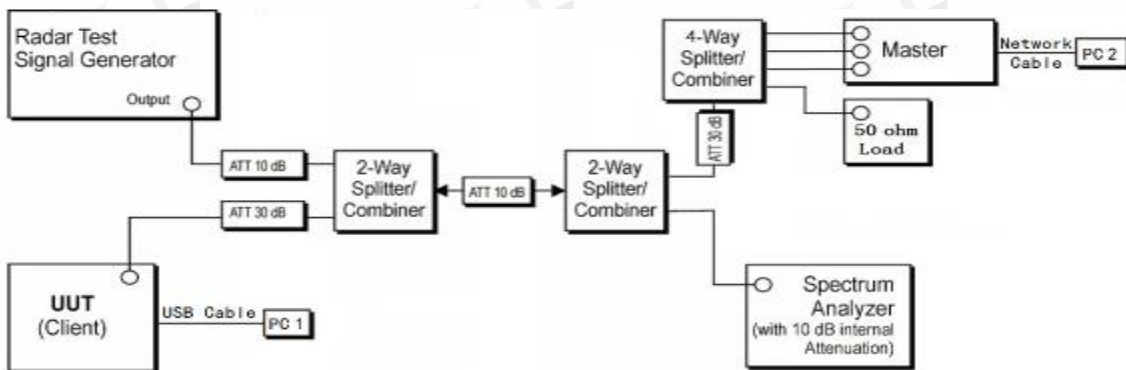 Radar Test
Signal Generator
Output
ATT 10 dB
ATT 30 dB
2-Way
Splitter/
Combiner
ATT 10 dB
2-Way
Splitter/
Combiner
ATT 30 dB
4-Way
Splitter/
Combiner
Master
Network
Cable
PC 2
50 ohm
Load
UUT
(Client)
USB Cable
PC 1
Spectrum
Analyzer
(with 10 dB internal
Attenuation)